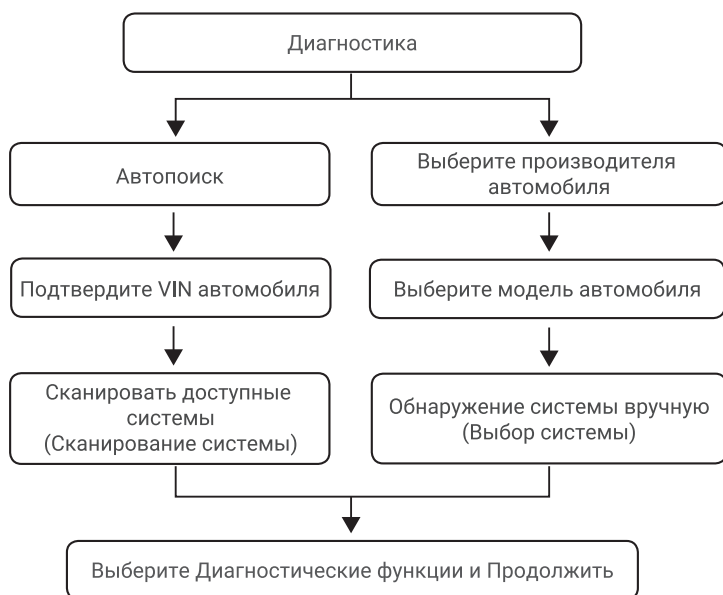 Диагностика
Автопоиск
Выберите производителя
автомобиля
Подтвердите VIN автомобиля
Выберите модель автомобиля
Сканировать доступные
системы
(Сканирование системы)
Обнаружение системы вручную
(Выбор системы)
Выберите Диагностические функции и Продолжить